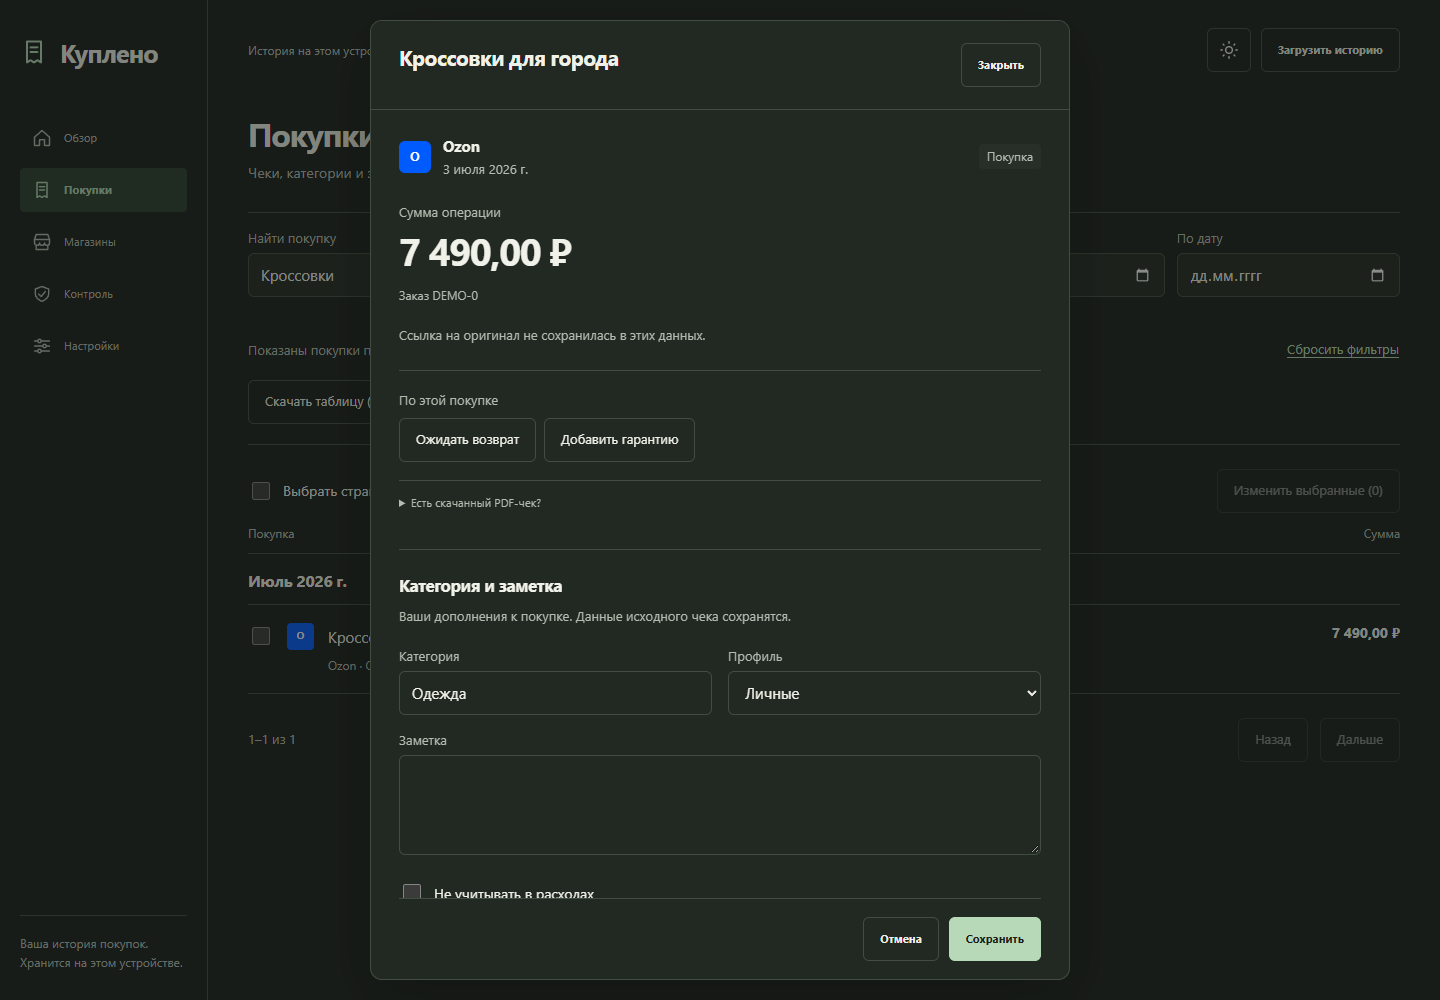 Куплено
Обзор
Покупки
Магазины
Контроль
Настройки
Ваша история покупок.
Хранится на этом устройстве.
История на этом устро
Загрузить историю
Покупки
Чеки, категории и з
Найти покупку
Кроссовки
По дату
дд.мм.гггг
Показаны покупки п
Сбросить фильтры
Скачать таблицу (
Выбрать стра
Изменить выбранные (0)
Покупка
Сумма
Июль 2026 г.
О
Кроссо
7 490,00 ₽
Ozon · О
1–1 из 1
Назад
Дальше
Кроссовки для города
Закрыть
О
Ozon
3 июля 2026 г.
Покупка
Сумма операции
7 490,00 ₽
Заказ DEMO-0
Ссылка на оригинал не сохранилась в этих данных.
По этой покупке
Ожидать возврат
Добавить гарантию
Есть скачанный PDF-чек?
Категория и заметка
Ваши дополнения к покупке. Данные исходного чека сохранятся.
Категория
Профиль
Одежда
Личные
Заметка
Не учитывать в расходах
Отмена
Сохранить